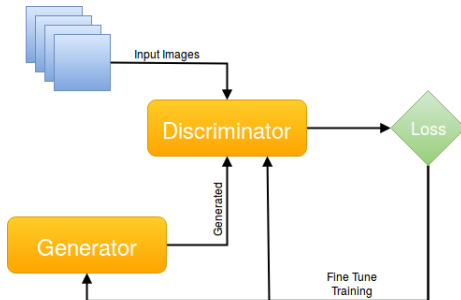 Input Images
Discriminator
Loss
Generated
Generator
Fine Tune
Training